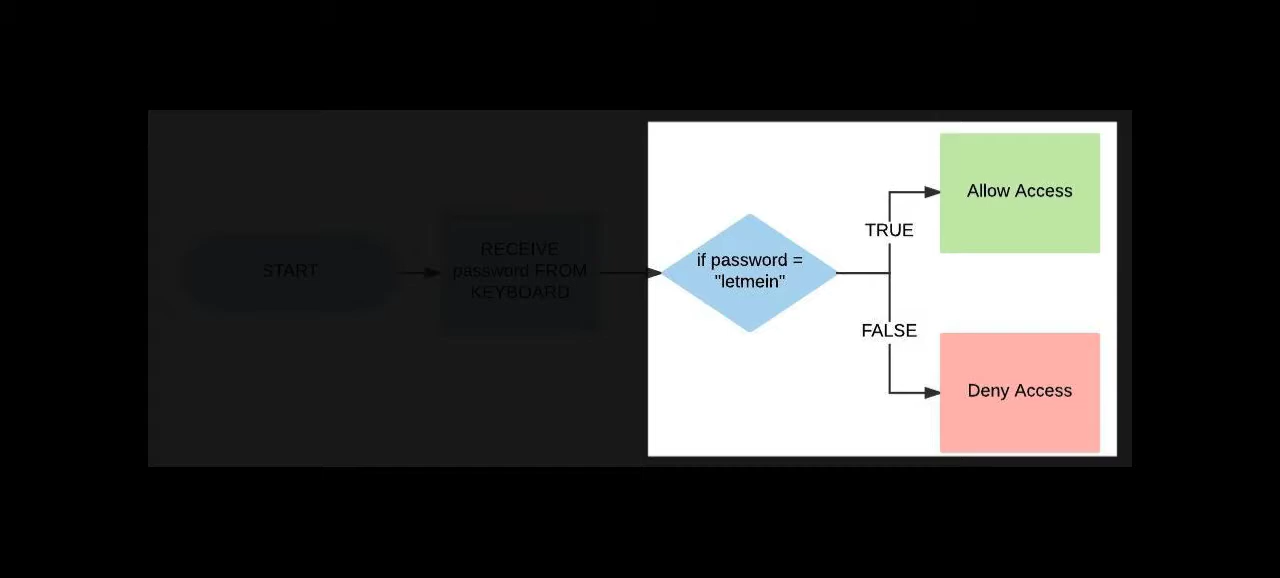 START
RECEIVE
password FROM
KEYBOARD
if password =
"letmein"
TRUE
Allow Access
FALSE
Deny Access